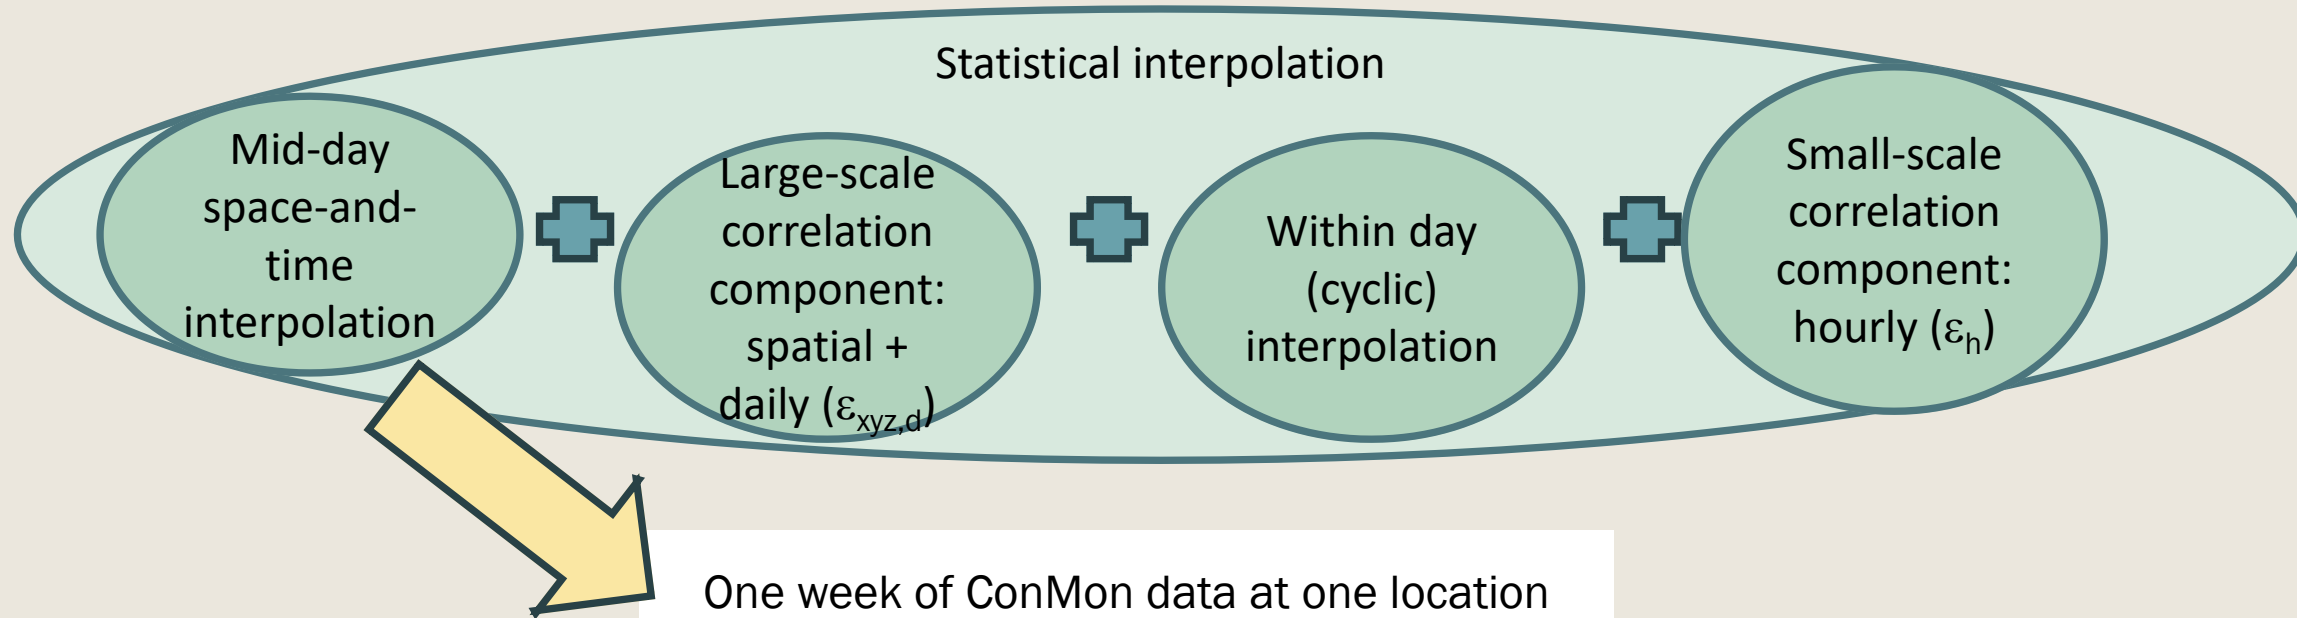 Statistical interpolation
Mid-day
space-and-
time
interpolation
Large-scale
correlation
component:
spatial +
daily (εxyz,d)
Within day
(cyclic)
interpolation
Small-scale
correlation
component:
hourly (εh)
One week of ConMon data at one location